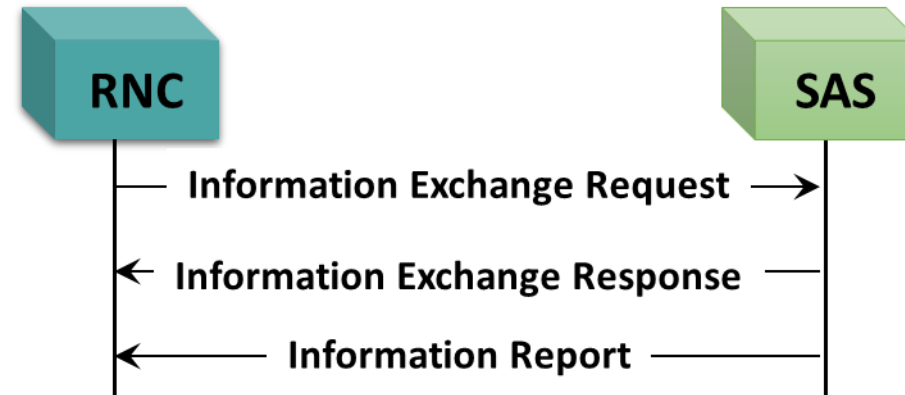 RNC
SAS
Information Exchange Request
Information Exchange Response
Information Report